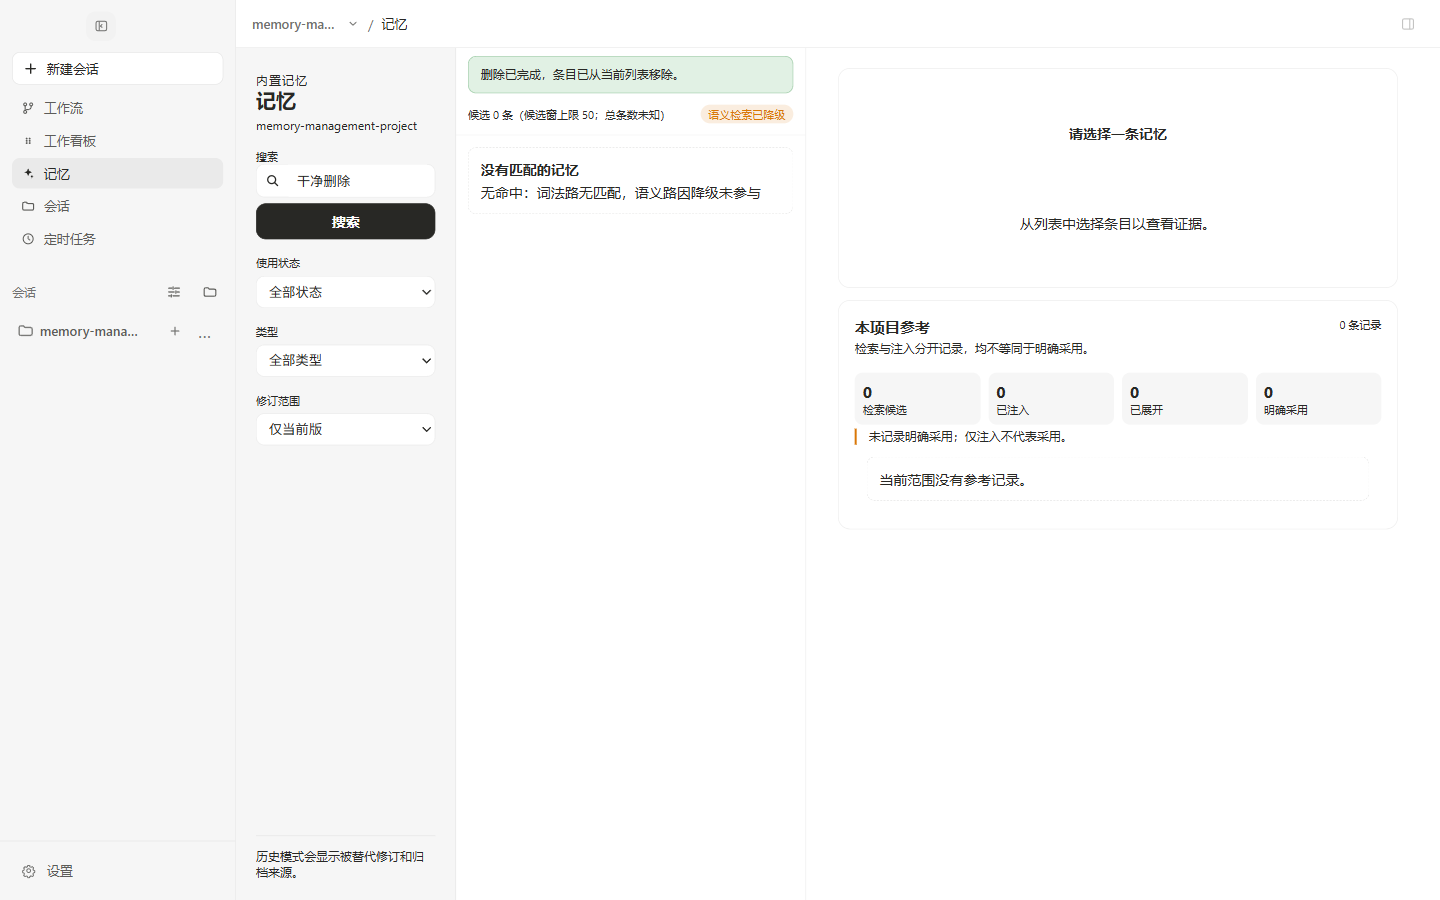 新建会话
工作流
工作看板
记忆
会话
定时任务
会话
memory-mana...
设置
memory-ma... / 记忆
内置记忆
记忆
memory-management-project
搜索
干净删除
搜索
使用状态
全部状态
类型
全部类型
修订范围
仅当前版
历史模式会显示被替代修订和归
档来源。
删除已完成，条目已从当前列表移除。
候选 0 条（候选窗上限 50；总条数未知）
语义检索已降级
没有匹配的记忆
无命中：词法路无匹配，语义路因降级未参与
请选择一条记忆
从列表中选择条目以查看证据。
本项目参考
0 条记录
检索与注入分开记录，均不等同于明确采用。
0
检索候选
0
已注入
0
已展开
0
明确采用
未记录明确采用；仅注入不代表采用。
当前范围没有参考记录。